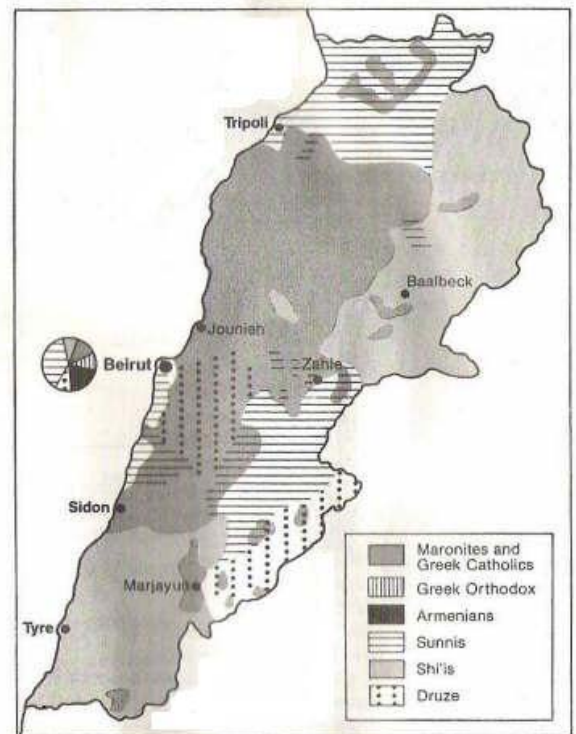 Tripoli
Baalbeck
Jounieh
Beirut
Zahle
Sidon
Marjayun
Tyre
Maronites and
Greek Catholics
Greek Orthodox
Armenians
Sunnis
Shi'is
Druze